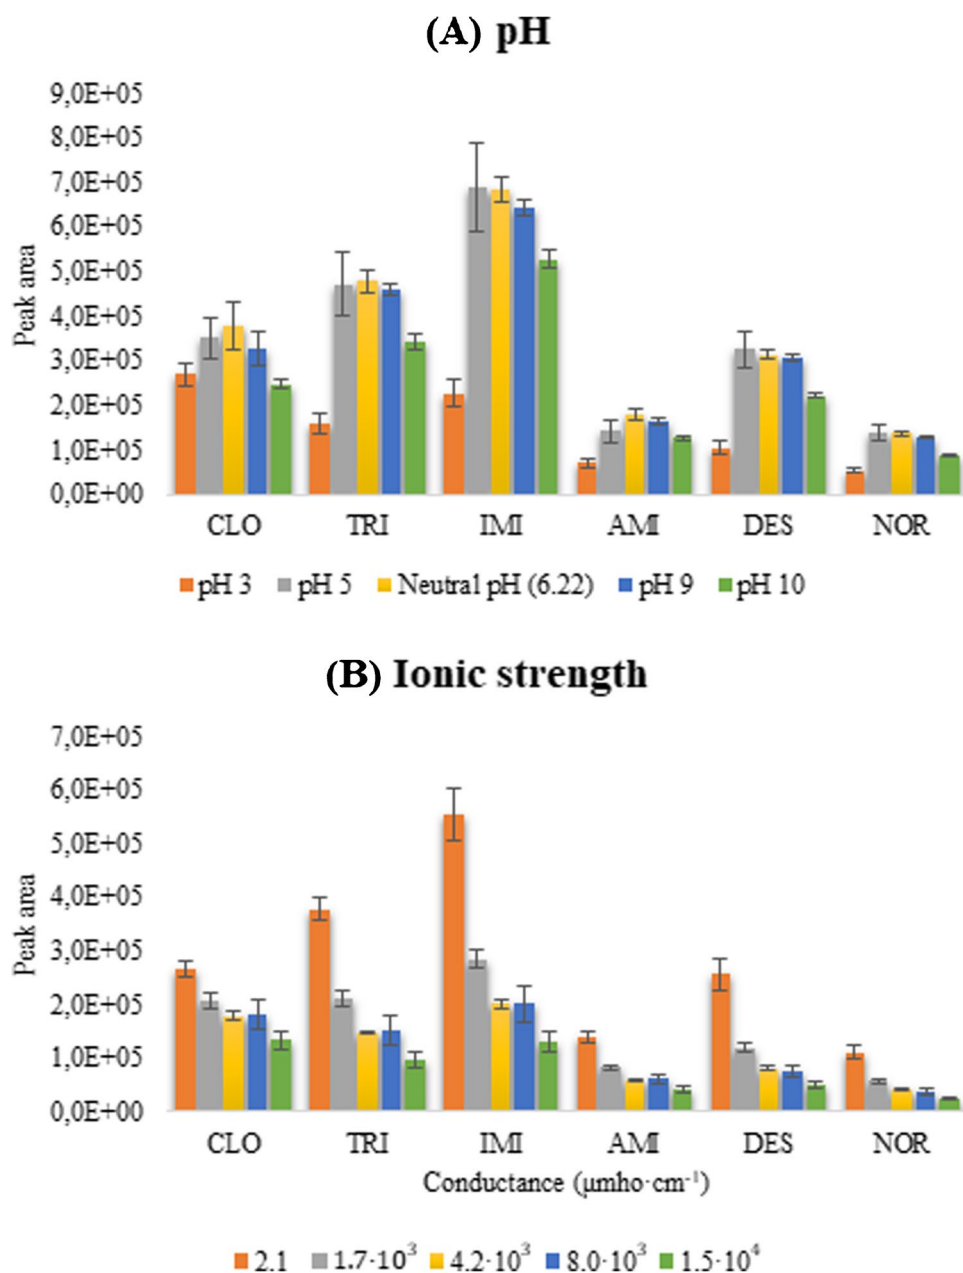 (A) pH
9,0E+05
8,0E+05
7,0E+05
6,0E+05
5,0E+05
4,0E+05
3,0E+05
2,0E+05
1,0E+05
0,0E+00
Peak area
CLO TRI IMI AMI DES NOR
pH 3 pH 5 Neutral pH (6.22) pH 9 pH 10
(B) Ionic strength
7,0E+05
6,0E+05
5,0E+05
4,0E+05
3,0E+05
2,0E+05
1,0E+05
0,0E+00
Peak area
CLO TRI IMI AMI DES NOR
Conductance (µmho·cm⁻¹)
2.1 1.7·10³ 4.2·10³ 8.0·10³ 1.5·10⁴